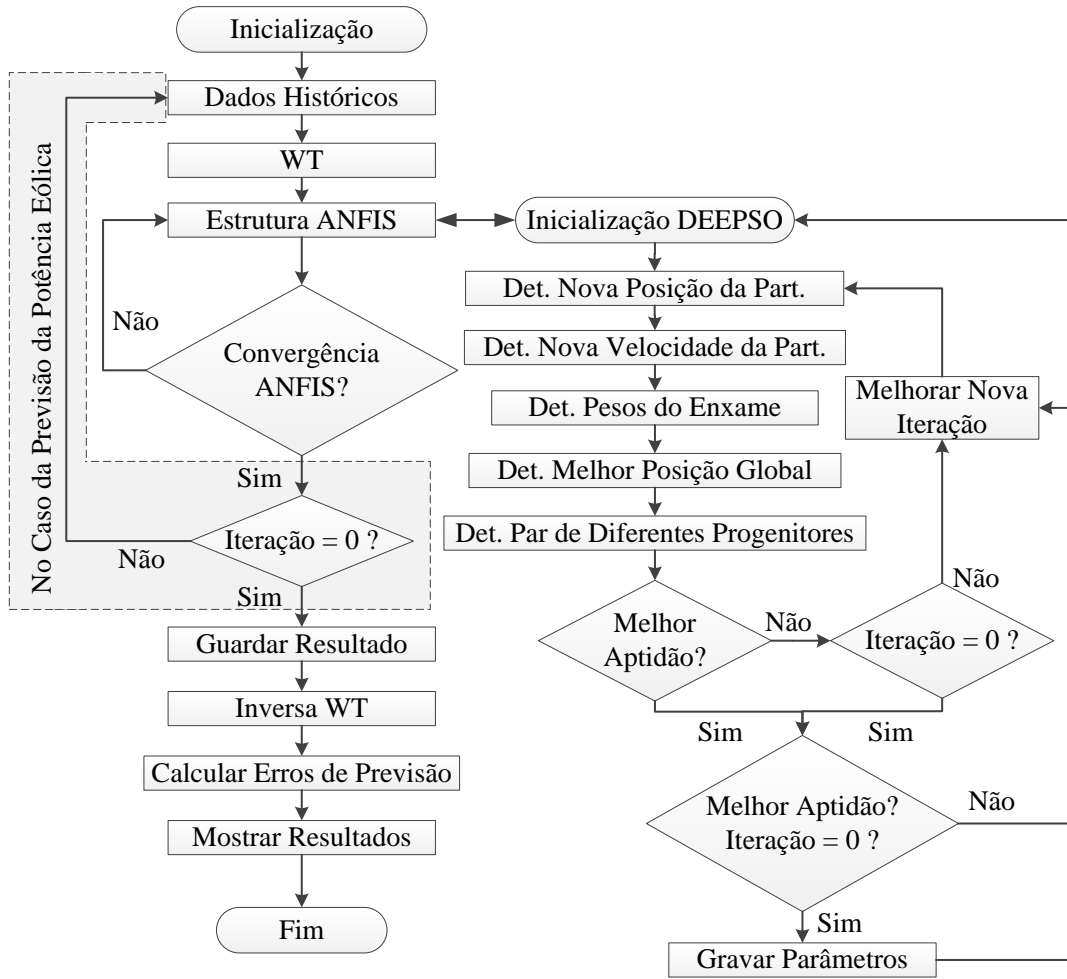 Inicialização
Dados Históricos
WT
Estrutura ANFIS
Não
Convergência
ANFIS?
Sim
Iteração = 0 ?
Não
Sim
No Caso da Previsão da Potência Eólica
Guardar Resultado
Inversa WT
Calcular Erros de Previsão
Mostrar Resultados
Fim
Inicialização DEEPSO
Det. Nova Posição da Part.
Det. Nova Velocidade da Part.
Det. Pesos do Enxame
Det. Melhor Posição Global
Det. Par de Diferentes Progenitores
Melhor
Aptidão?
Não
Sim
Melhorar Nova
Iteração
Não
Iteração = 0 ?
Sim
Melhor Aptidão?
Iteração = 0 ?
Não
Sim
Gravar Parâmetros